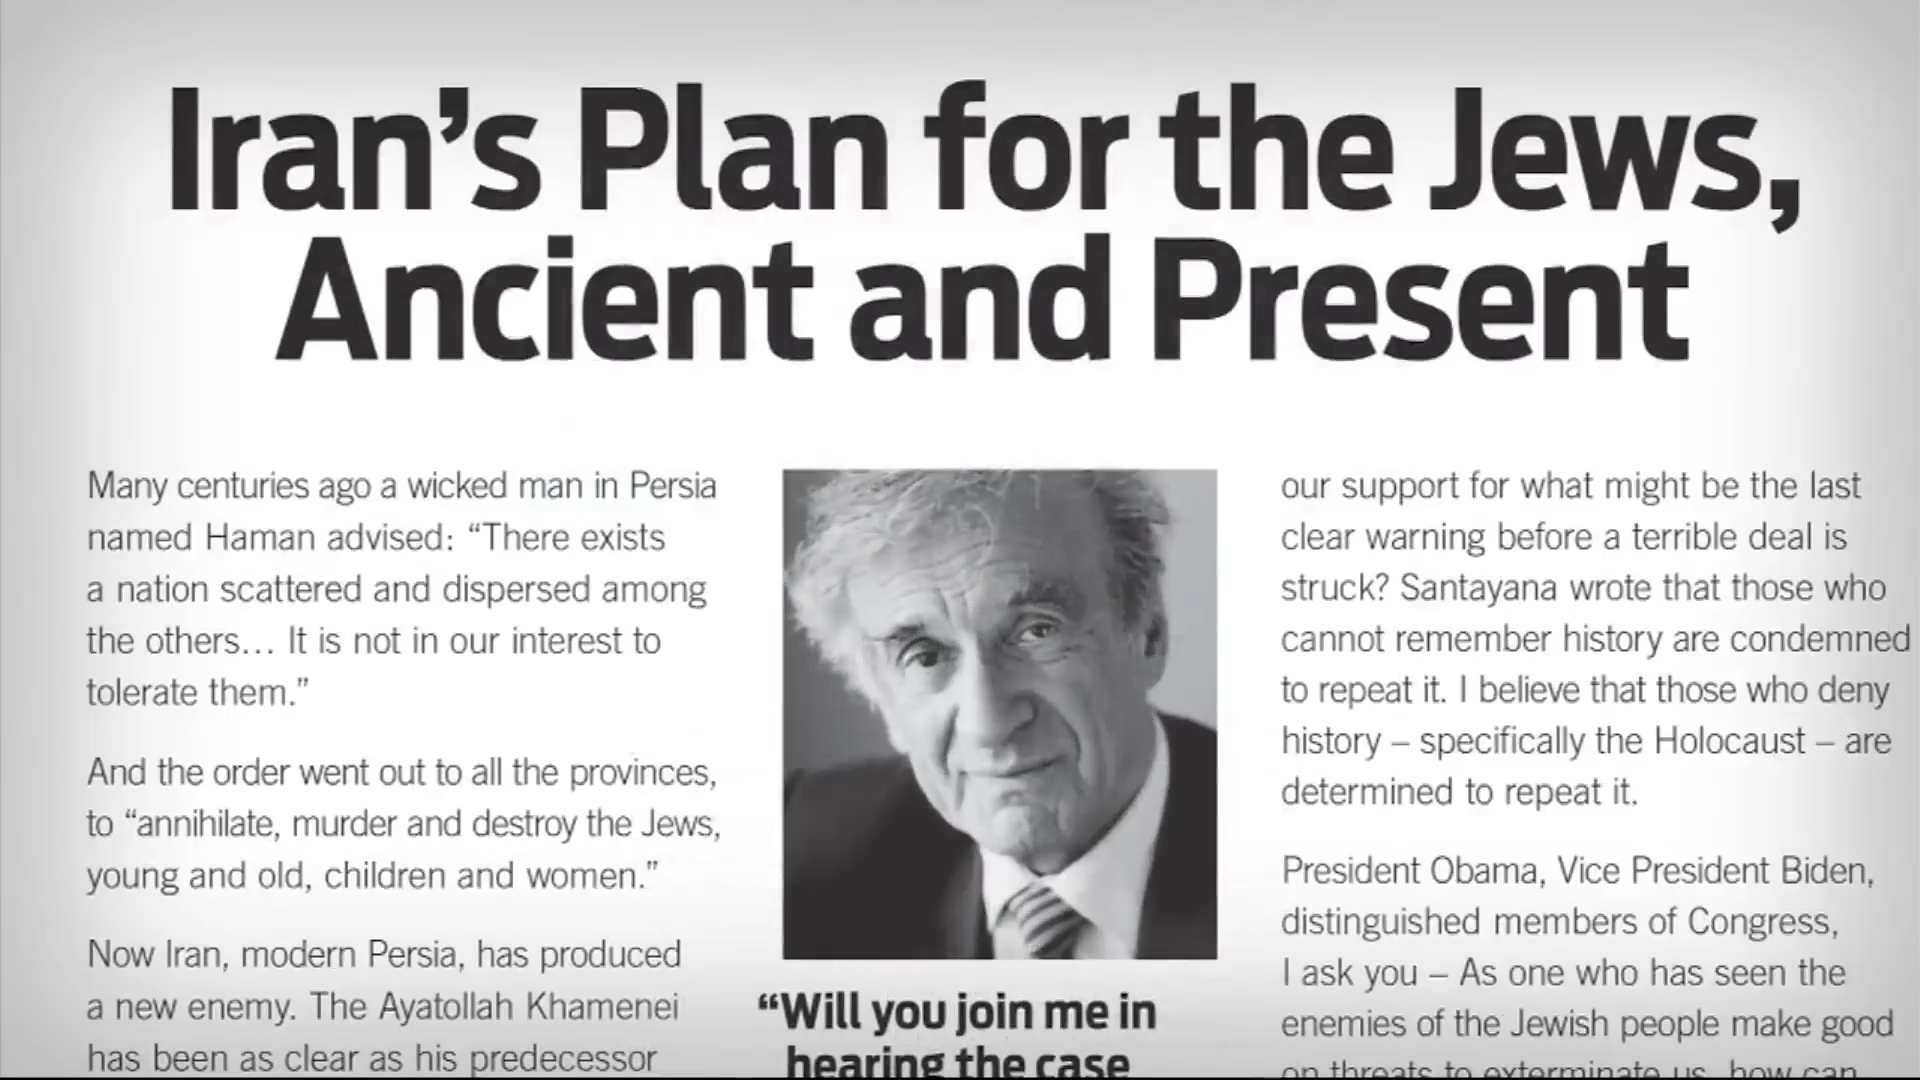 Iran’s Plan for the Jews,
Ancient and Present
Many centuries ago a wicked man in Persia
named Haman advised: “There exists
a nation scattered and dispersed among
the others… It is not in our interest to
tolerate them.”
And the order went out to all the provinces,
to “annihilate, murder and destroy the Jews,
young and old, children and women.”
Now Iran, modern Persia, has produced
a new enemy. The Ayatollah Khamenei
has been as clear as his predecessor
“Will you join me in
hearing the case
our support for what might be the last
clear warning before a terrible deal is
struck? Santayana wrote that those who
cannot remember history are condemned
to repeat it. I believe that those who deny
history – specifically the Holocaust – are
determined to repeat it.
President Obama, Vice President Biden,
distinguished members of Congress,
I ask you – As one who has seen the
enemies of the Jewish people make good
on threats to exterminate us, how can